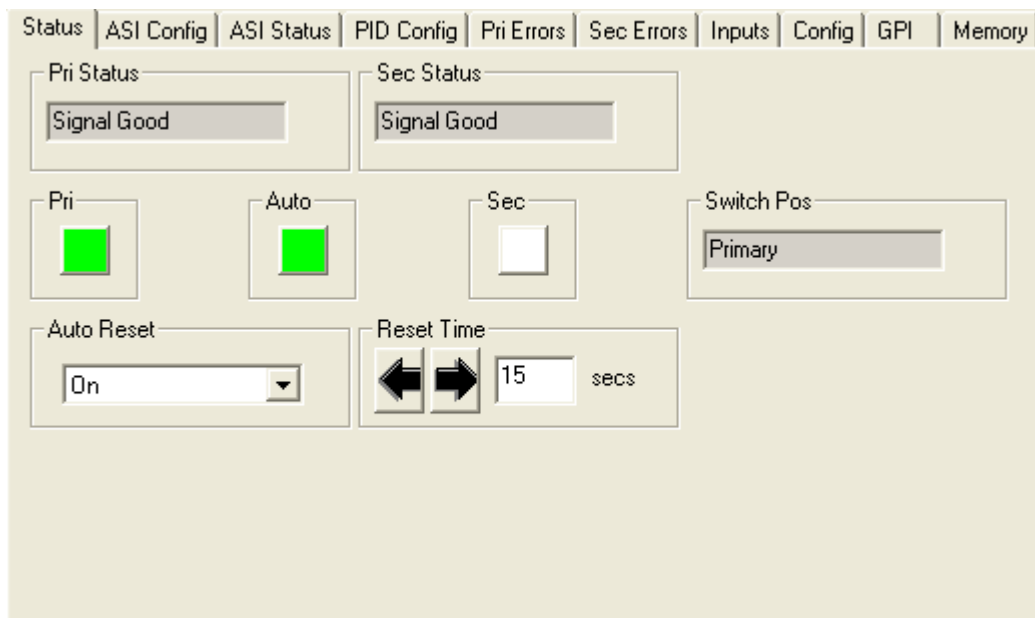 Status ASI Config ASI Status PID Config Pri Errors Sec Errors Inputs Config GPI Memory
Pri Status Sec Status
Signal Good Signal Good
Pri Auto Sec Switch Pos
Primary
Auto Reset Reset Time
On 15 secs